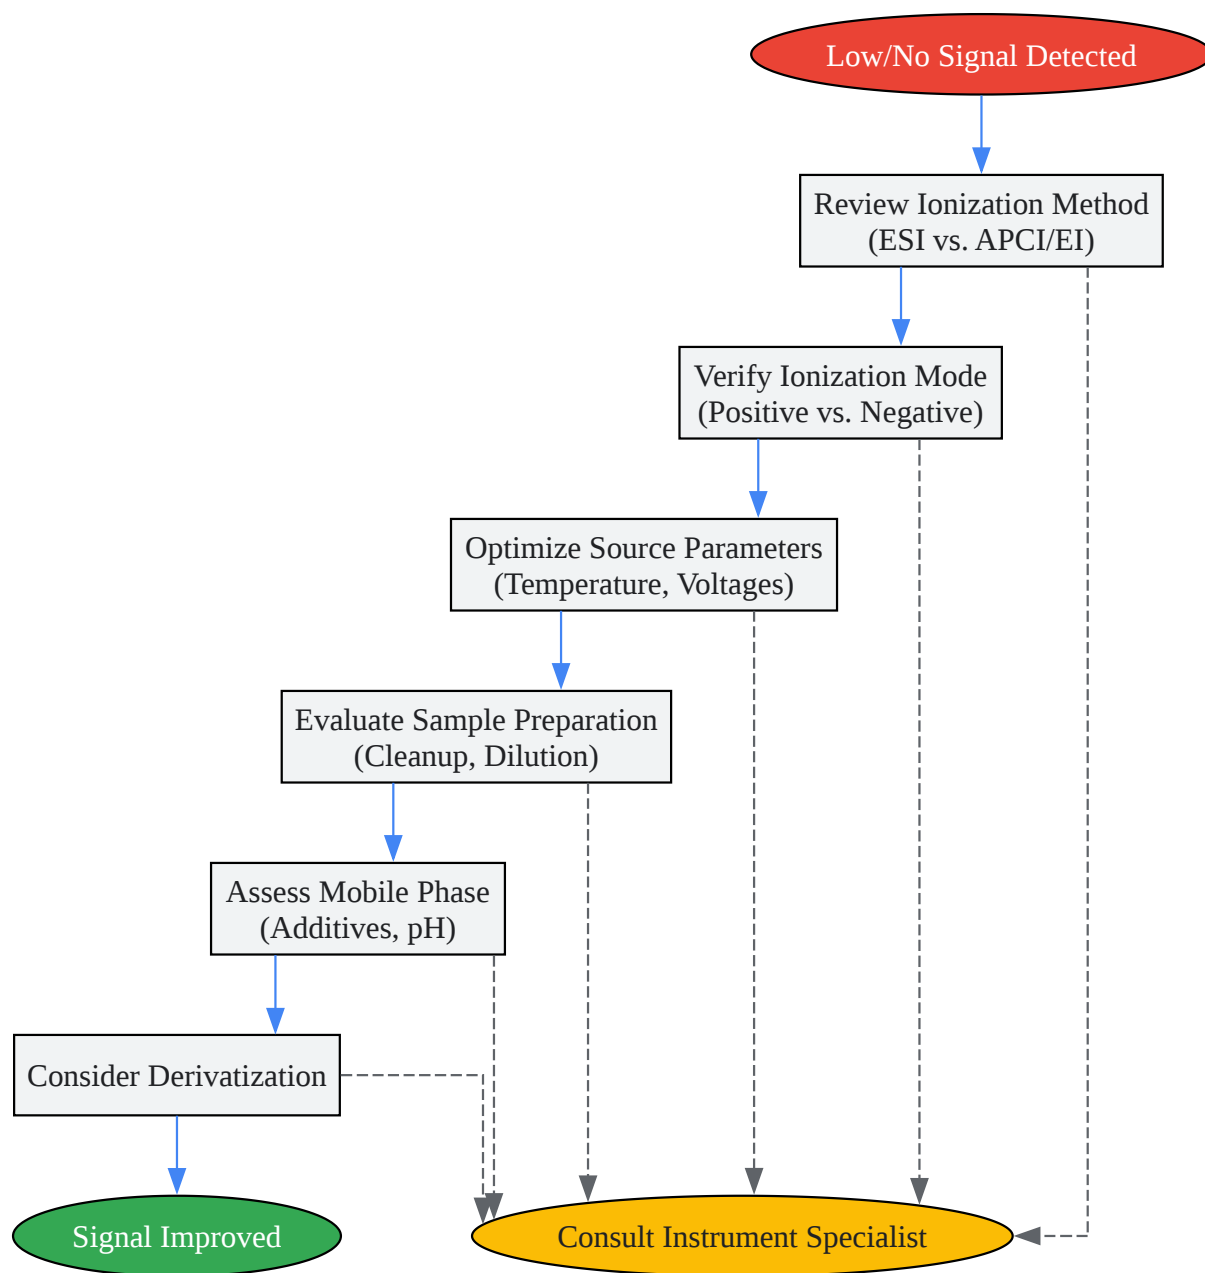 Low/No Signal Detected
Review Ionization Method
(ESI vs. APCI/EI)
Verify Ionization Mode
(Positive vs. Negative)
Optimize Source Parameters
(Temperature, Voltages)
Evaluate Sample Preparation
(Cleanup, Dilution)
Assess Mobile Phase
(Additives, pH)
Consider Derivatization
Signal Improved
Consult Instrument Specialist